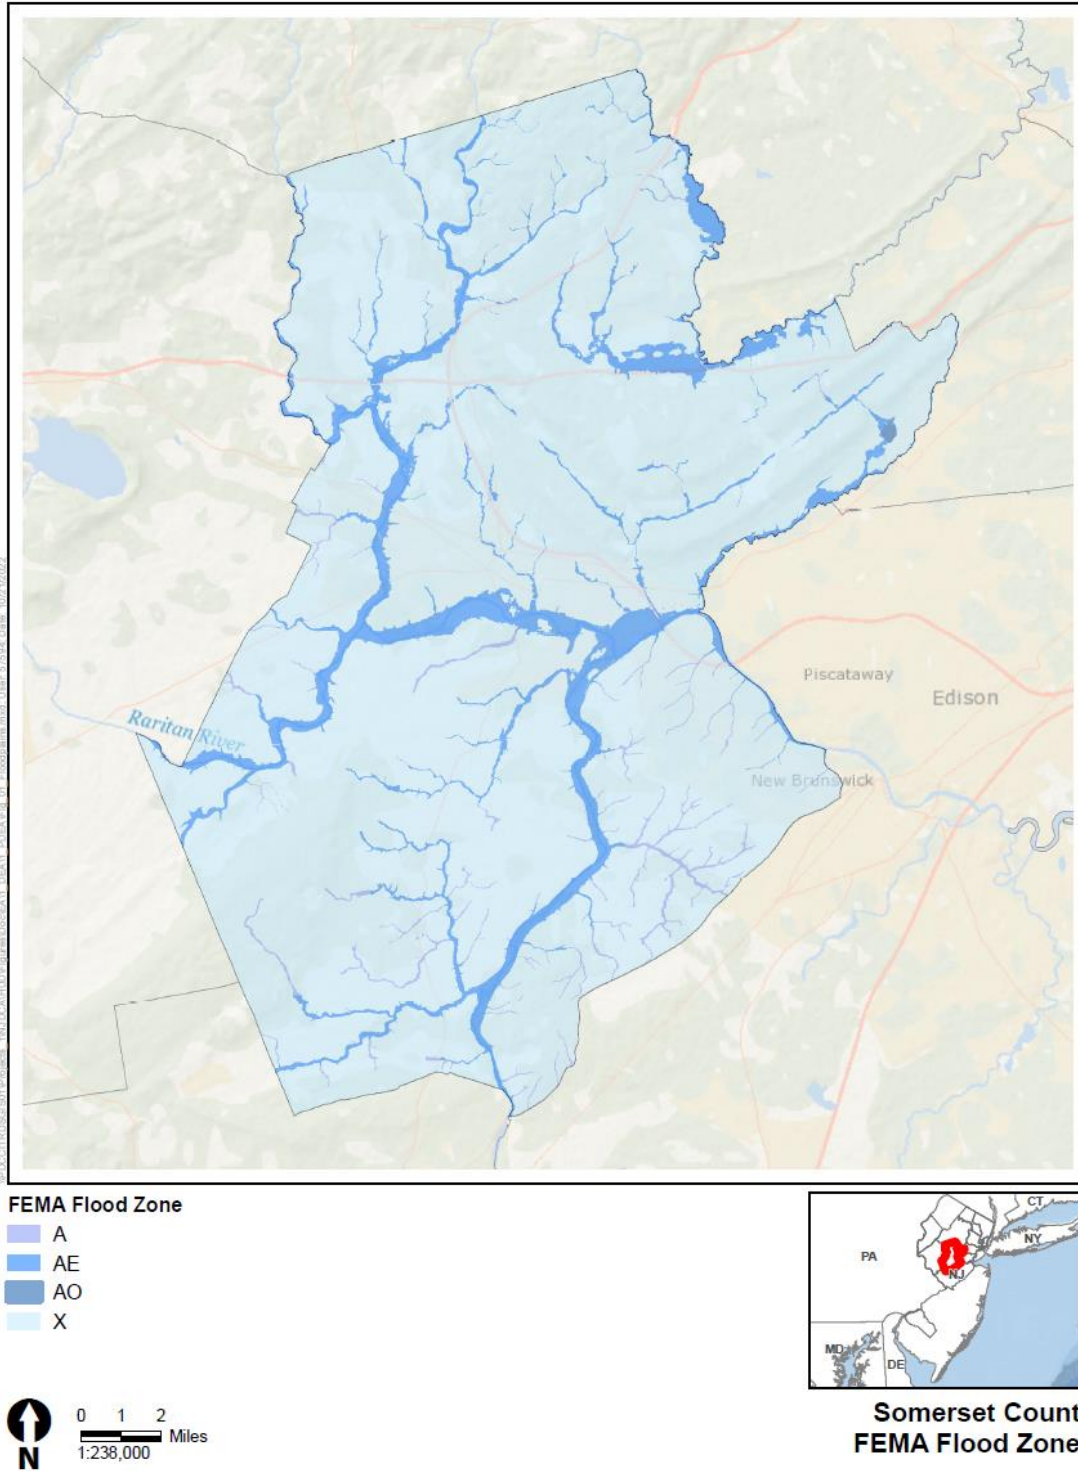 Raritan River
Piscataway
Edison
New Brunswick
FEMA Flood Zone
A
AE
AO
X
CT
NY
PA
NJ
MD
DE
0 1 2
Miles
1:238,000
N
Somerset Count
FEMA Flood Zone